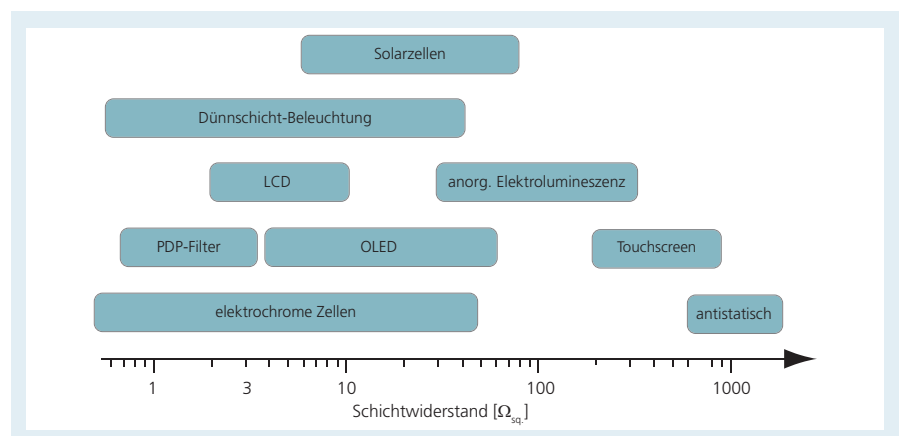 Solarzellen
Dünnschicht-Beleuchtung
LCD
anorg. Elektrolumineszenz
PDP-Filter
OLED
Touchscreen
elektrochrome Zellen
antistatisch
1
3
10
100
1000
Schichtwiderstand [Ωsq.]